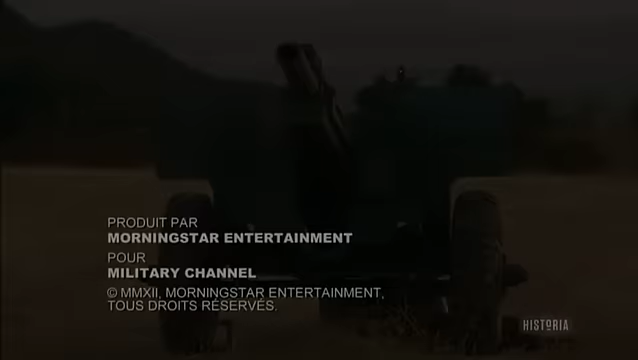 PRODUIT PAR
MORNINGSTAR ENTERTAINMENT
POUR
MILITARY CHANNEL
© MMXII, MORNINGSTAR ENTERTAINMENT,
TOUS DROITS RÉSERVÉS.
HISTORIA